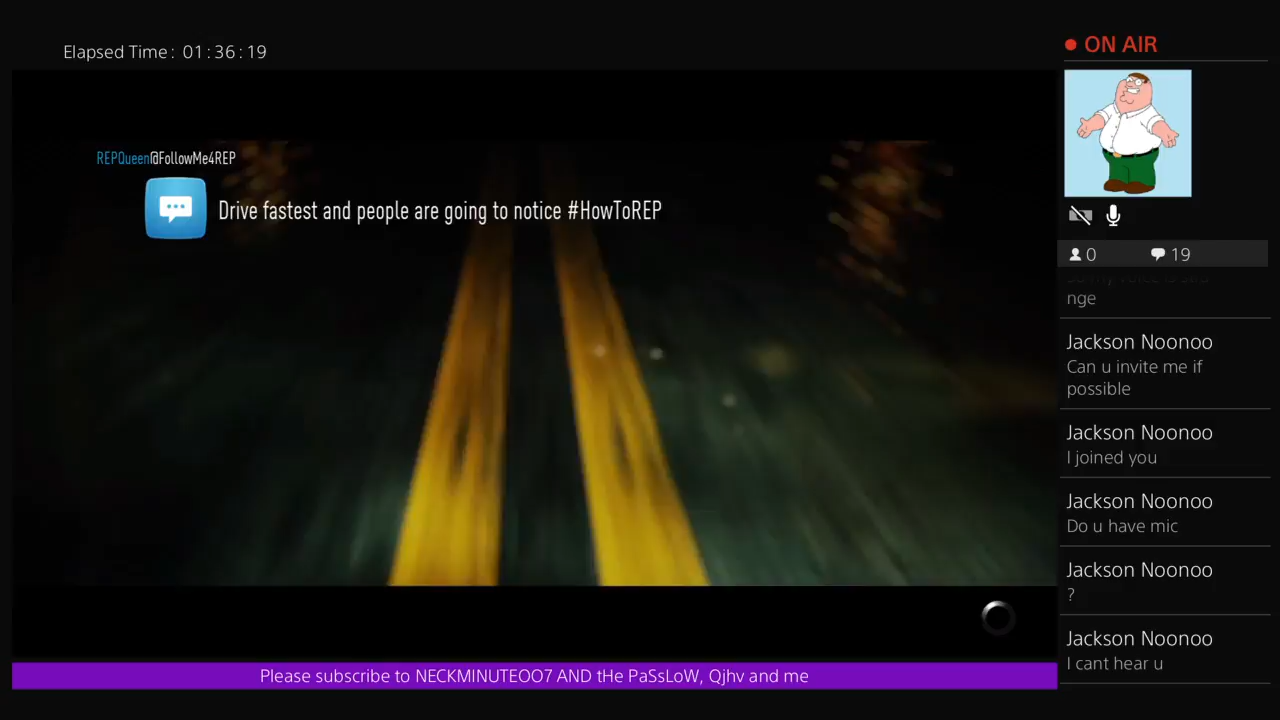 Elapsed Time: 01:36:19
ON AIR
REPQueen@FollowMe4REP
Drive fastest and people are going to notice #HowToREP
0 19
nge
Jackson Noonoo
Can u invite me if
possible
Jackson Noonoo
I joined you
Jackson Noonoo
Do u have mic
Jackson Noonoo
?
Jackson Noonoo
I cant hear u
Please subscribe to NECKMINUTEOO7 AND tHe PaSsLoW, Qjhv and me